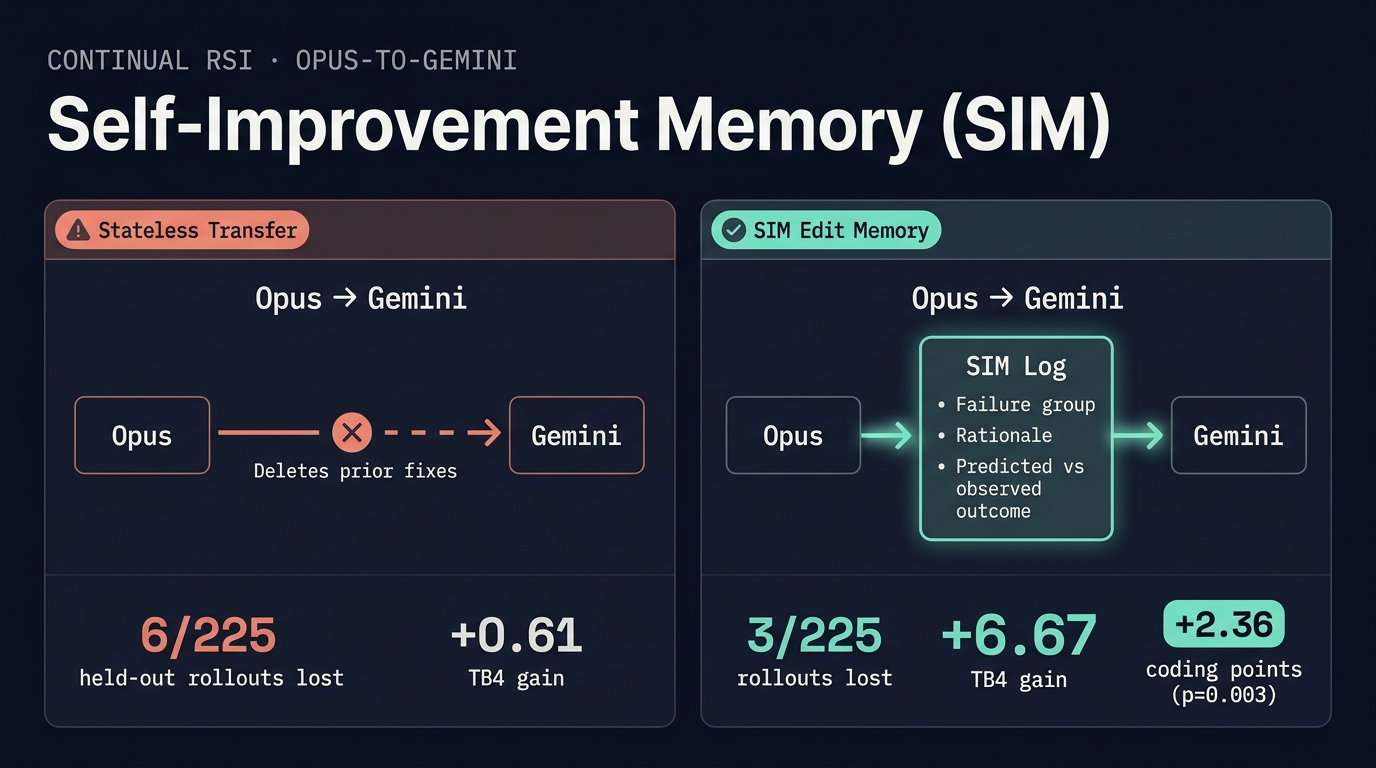 CONTINUAL RSI · OPUS-TO-GEMINI
Self-Improvement Memory (SIM)
Stateless Transfer
Opus → Gemini
Opus
Gemini
Deletes prior fixes
6/225
held-out rollouts lost
+0.61
TB4 gain
SIM Edit Memory
Opus → Gemini
Opus
SIM Log
• Failure group
• Rationale
• Predicted vs
observed
outcome
Gemini
3/225
rollouts lost
+6.67
TB4 gain
+2.36
coding points
(p=0.003)